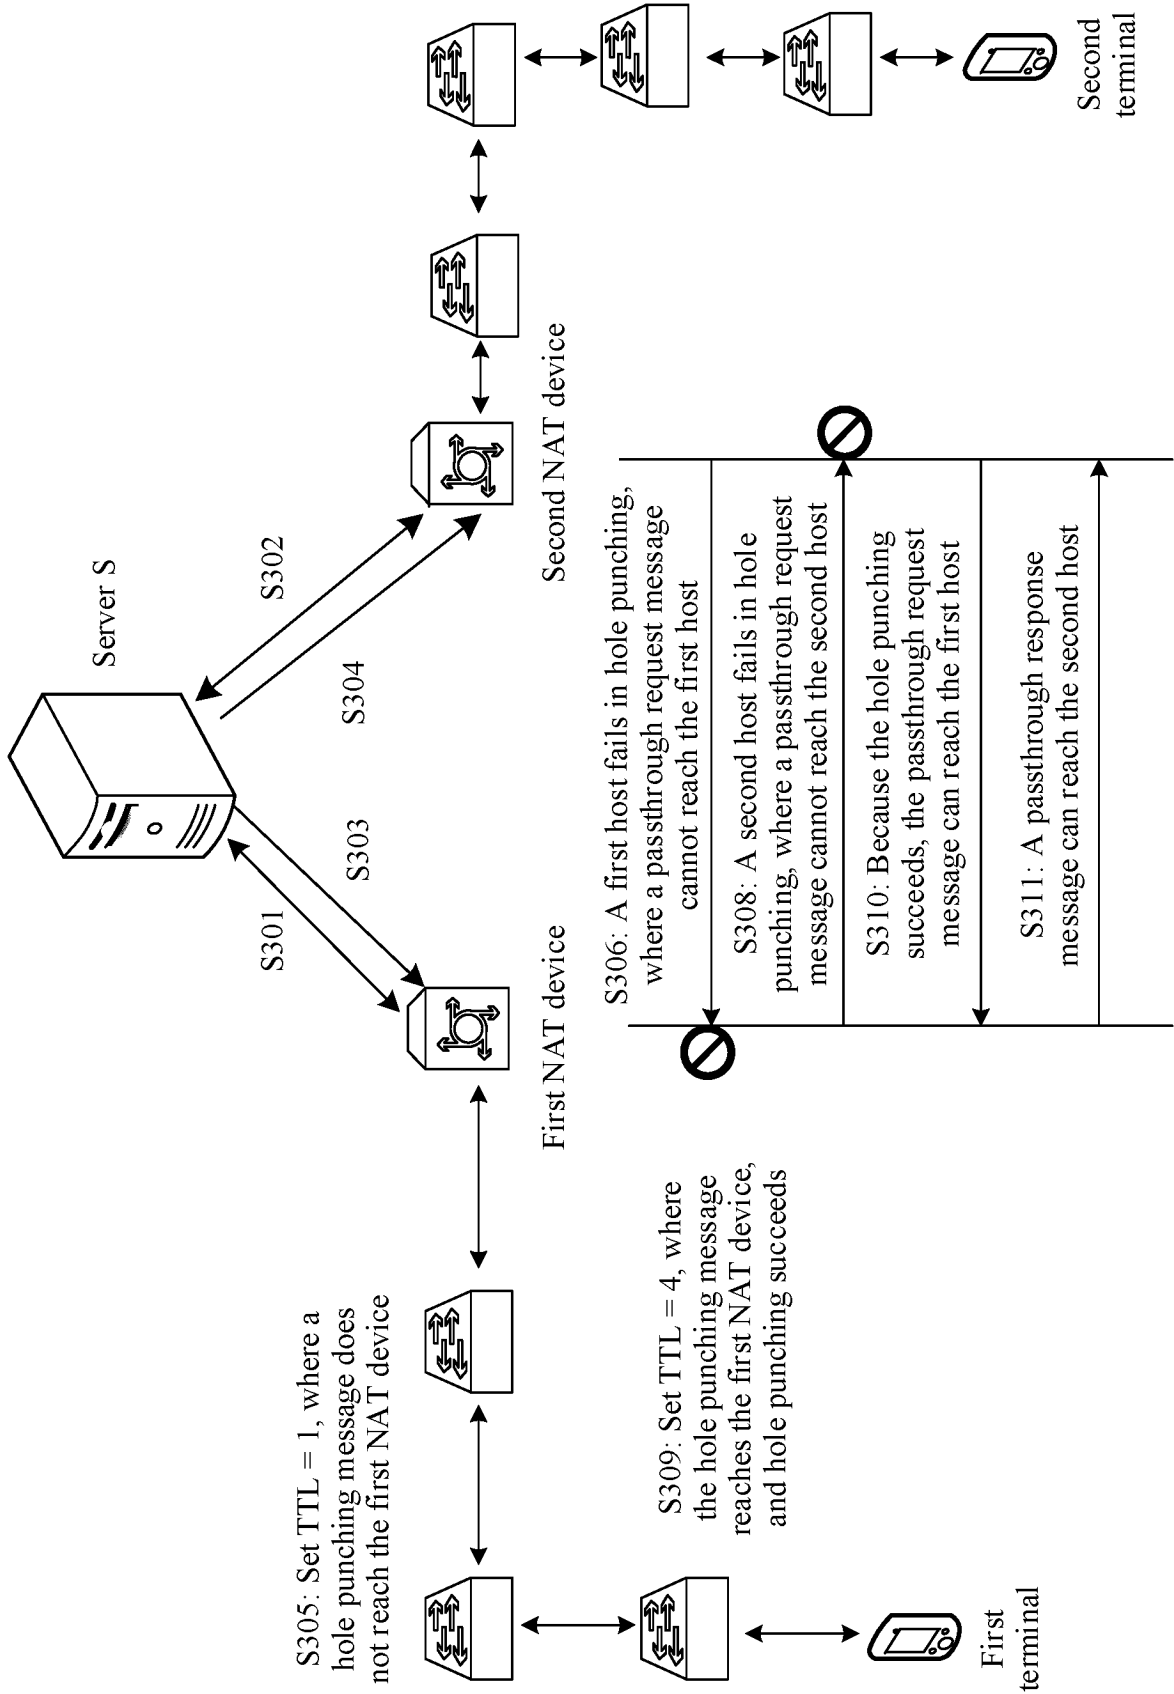 Server S
S301
S303
S302
S304
First NAT device
Second NAT device
S305: Set TTL = 1, where a
hole punching message does
not reach the first NAT device
S306: A first host fails in hole punching,
where a passthrough request message
cannot reach the first host
S308: A second host fails in hole
punching, where a passthrough request
message cannot reach the second host
S309: Set TTL = 4, where
the hole punching message
reaches the first NAT device,
and hole punching succeeds
S310: Because the hole punching
succeeds, the passthrough request
message can reach the first host
S311: A passthrough response
message can reach the second host
First
terminal
Second
terminal